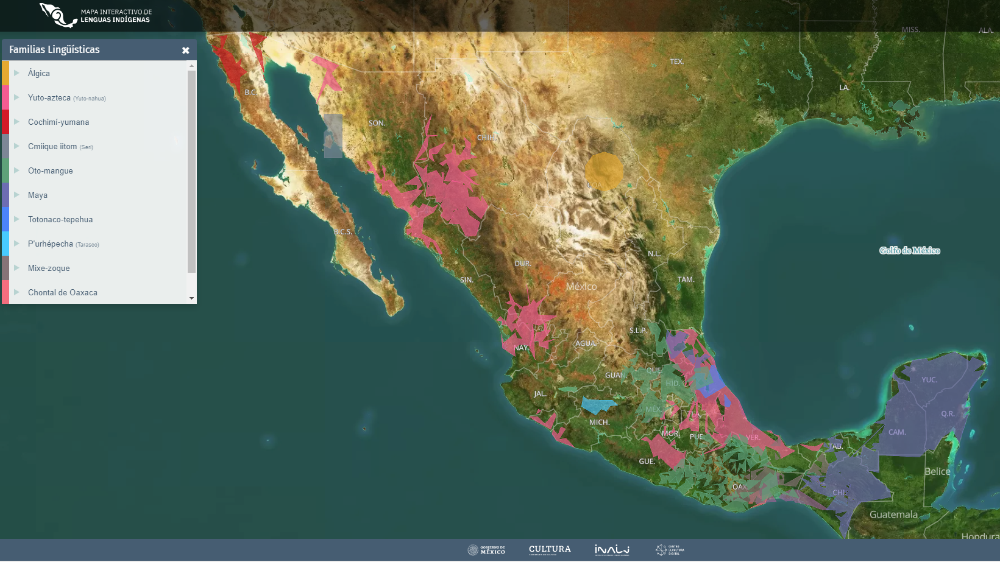 MAPA INTERACTIVO DE
LENGUAS INDÍGENAS
MISS.
ALA.
Familias Lingüísticas
Álgica
Yuto-azteca (Yuto-nahua)
Cochimí-yumana
Cmiique iitom (Seri)
Oto-mangue
Maya
Totonaco-tepehua
P'urhépecha (Tarasco)
Mixe-zoque
Chontal de Oaxaca
TEX.
LA.
B.C.
SON.
CHIH.
COA.
B.C.S.
Golfo de México
N.L.
DUR.
SIN.
TAM.
México
S.L.P.
AGUA.
NAY.
QUE.
GUAN.
HID.
YUC.
JAL.
MÉX.
TLA.
Q.R.
MICH.
CAM.
MOR.
PUE.
VER.
TAB.
GUE.
Belice
OAX.
CHI.
Guatemala
Hondura
GOBIERNO DE
MÉXICO
CULTURA
INALI
CENTRO
DE CULTURA
DIGITAL